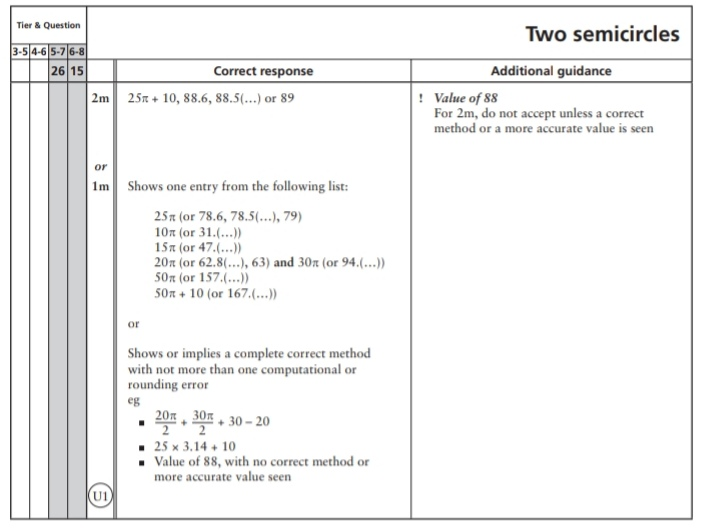 Tier & Question
Two semicircles
3-5 4-6 5-7 6-8
26 15 Correct response Additional guidance
2m 25π + 10, 88.6, 88.5(...) or 89
! Value of 88
For 2m, do not accept unless a correct
method or a more accurate value is seen
or
1m Shows one entry from the following list:
25π (or 78.6, 78.5(...), 79)
10π (or 31.(...))
15π (or 47.(...))
20π (or 62.8(...), 63) and 30π (or 94.(...))
50π (or 157.(...))
50π + 10 (or 167.(...))
or
Shows or implies a complete correct method
with not more than one computational or
rounding error
eg
■ 20π/2 + 30π/2 + 30 – 20
■ 25 × 3.14 + 10
■ Value of 88, with no correct method or
more accurate value seen
U1